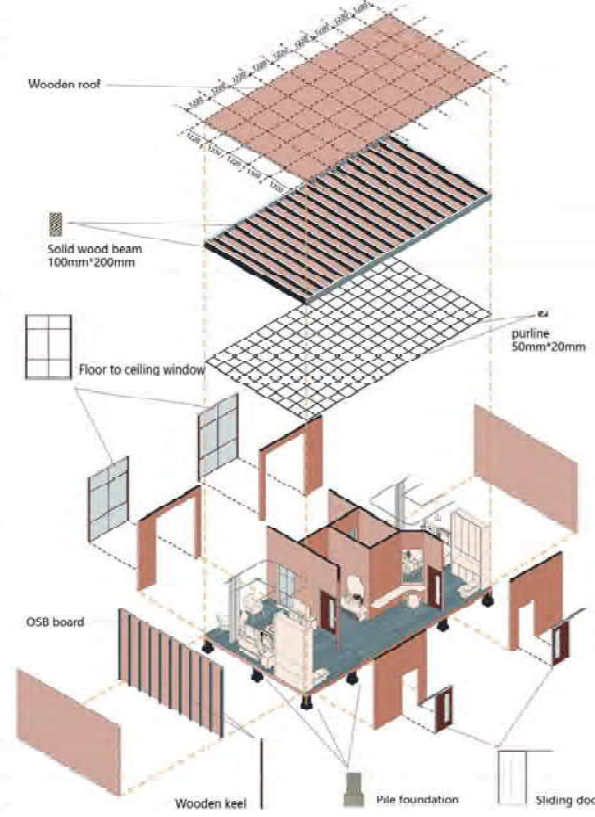 Wooden roof
Solid wood beam
100mm*200mm
purline
50mm*20mm
Floor to ceiling window
OSB board
Wooden keel
Pile foundation
Sliding doo